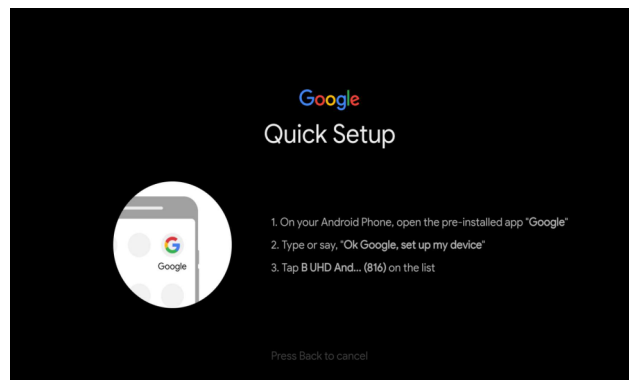 Google
Quick Setup
Google
1. On your Android Phone, open the pre-installed app "Google"
2. Type or say, "Ok Google, set up my device"
3. Tap B UHD And... (816) on the list
Press Back to cancel